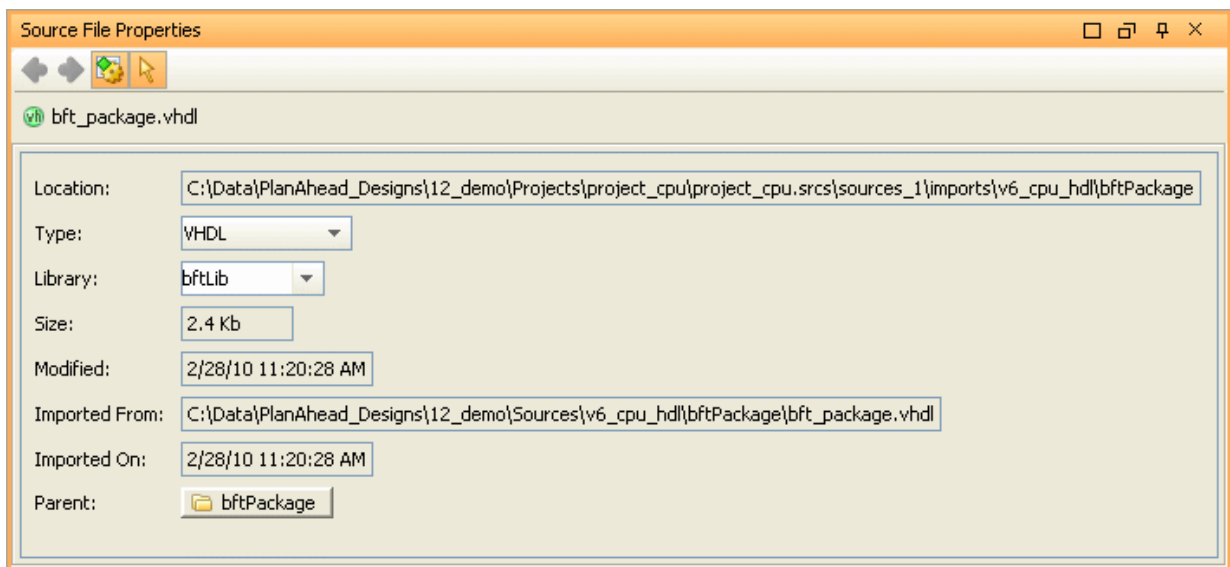 Source File Properties
vh bft_package.vhdl
Location: C:\Data\PlanAhead_Designs\12_demo\Projects\project_cpu\project_cpu.srcs\sources_1\imports\v6_cpu_hdl\bftPackage
Type: VHDL
Library: bftLib
Size: 2.4 Kb
Modified: 2/28/10 11:20:28 AM
Imported From: C:\Data\PlanAhead_Designs\12_demo\Sources\v6_cpu_hdl\bftPackage\bft_package.vhdl
Imported On: 2/28/10 11:20:28 AM
Parent: bftPackage